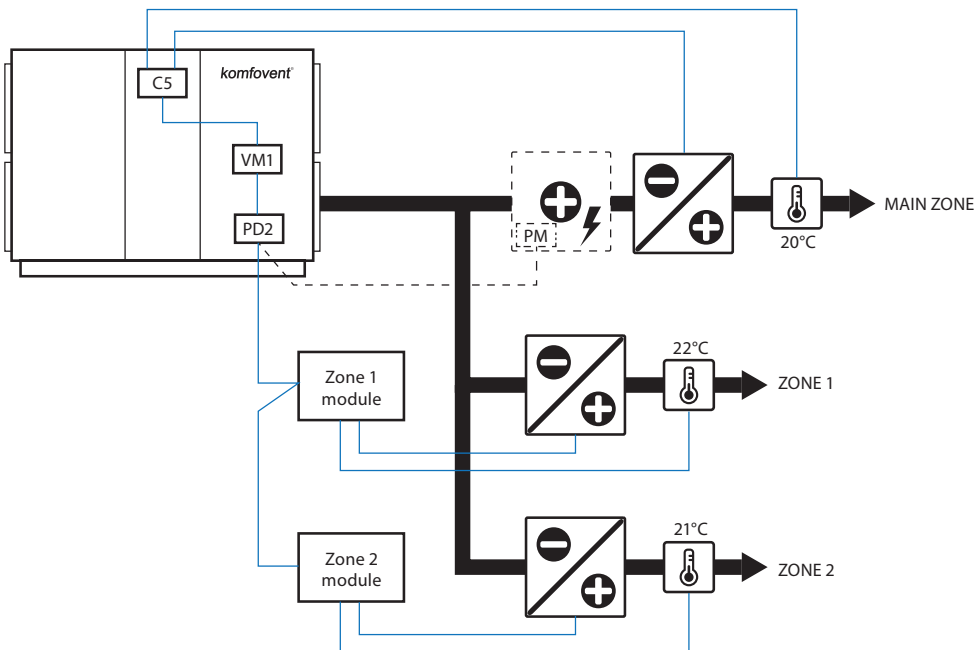 C5
komfovent®
VM1
PD2
PM
20°C
MAIN ZONE
Zone 1
module
22°C
ZONE 1
Zone 2
module
21°C
ZONE 2